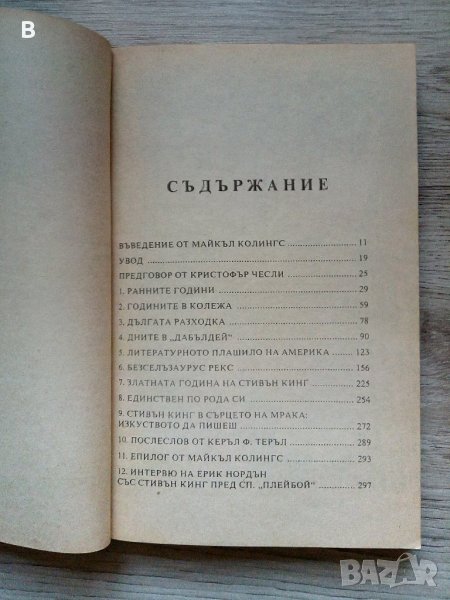 B
СЪДЪРЖАНИЕ
ВЪВЕДЕНИЕ ОТ МАЙКЪЛ КОЛИНГС 11
УВОД 19
ПРЕДГОВОР ОТ КРИСТОФЪР ЧЕСЛИ 25
1. РАННИТЕ ГОДИНИ 29
2. ГОДИНИТЕ В КОЛЕЖА 59
3. ДЪЛГАТА РАЗХОДКА 78
4. ДНИТЕ В „ДАБЪЛДЕЙ“ 90
5. ЛИТЕРАТУРНОТО ПЛАШИЛО НА АМЕРИКА 123
6. БЕЗСЕЛЪЗАУРУС РЕКС 156
7. ЗЛАТНАТА ГОДИНА НА СТИВЪН КИНГ 225
8. ЕДИНСТВЕН ПО РОДА СИ 254
9. СТИВЪН КИНГ В СЪРЦЕТО НА МРАКА:
ИЗКУСТВОТО ДА ПИШЕШ 272
10. ПОСЛЕСЛОВ ОТ КЕРЪЛ Ф. ТЕРЪЛ 289
11. ЕПИЛОГ ОТ МАЙКЪЛ КОЛИНГС 293
12. ИНТЕРВЮ НА ЕРИК НОРДЪН
СЪС СТИВЪН КИНГ ПРЕД СП. „ПЛЕЙБОЙ“ 297
BAZAR